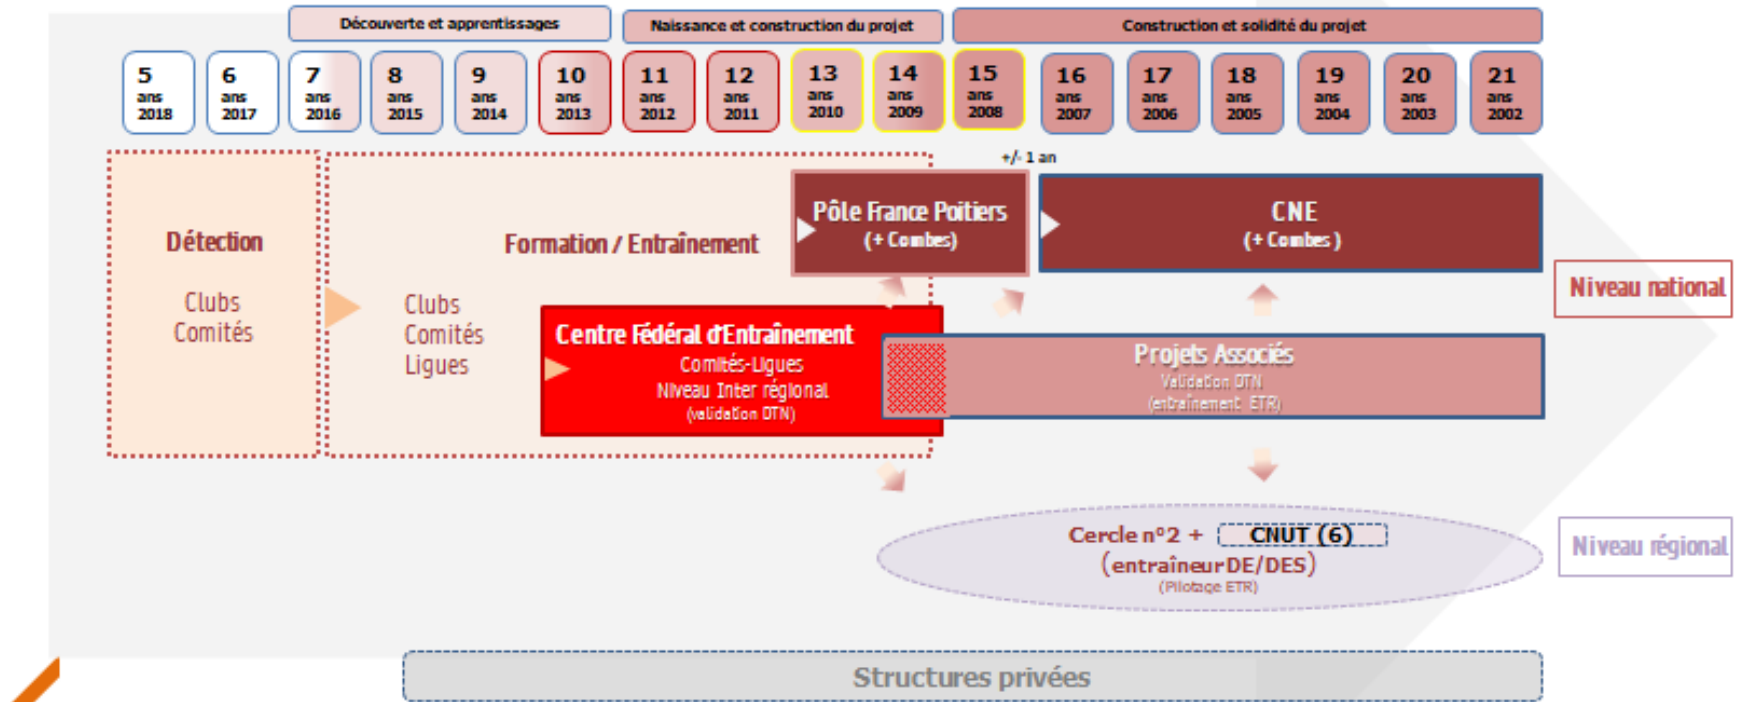 Découverte et apprentissages
Naissance et construction du projet
Construction et solidité du projet
5
ans
2018
6
ans
2017
7
ans
2016
8
ans
2015
9
ans
2014
10
ans
2013
11
ans
2012
12
ans
2011
13
ans
2010
14
ans
2009
15
ans
2008
16
ans
2007
17
ans
2006
18
ans
2005
19
ans
2004
20
ans
2003
21
ans
2002
+/- 1 an
Détection
Clubs
Comités
Formation / Entraînement
Clubs
Comités
Ligues
Pôle France Poitiers
(+ Combes)
CNE
(+ Combes )
Niveau national
Centre Fédéral d'Entraînement
Comités-Ligues
Niveau Inter régional
(validation DTN)
Projets Associés
Validation DTN
(entraînement ETR)
Cercle n°2 + CNUT (6)
(entraîneur DE/DES)
(Pilotage ETR)
Niveau régional
Structures privées